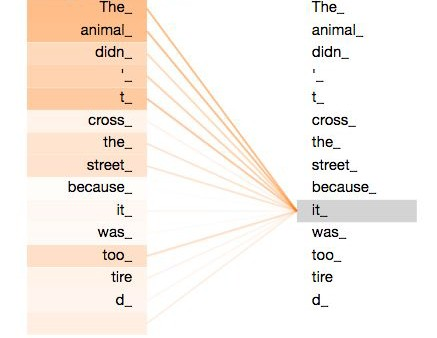 The_ The_
animal_ animal_
didn_ didn_
'_ '_
t_ t_
cross_ cross_
the_ the_
street_ street_
because_ because_
it_ it_
was_ was_
too_ too_
tire tire
d_ d_